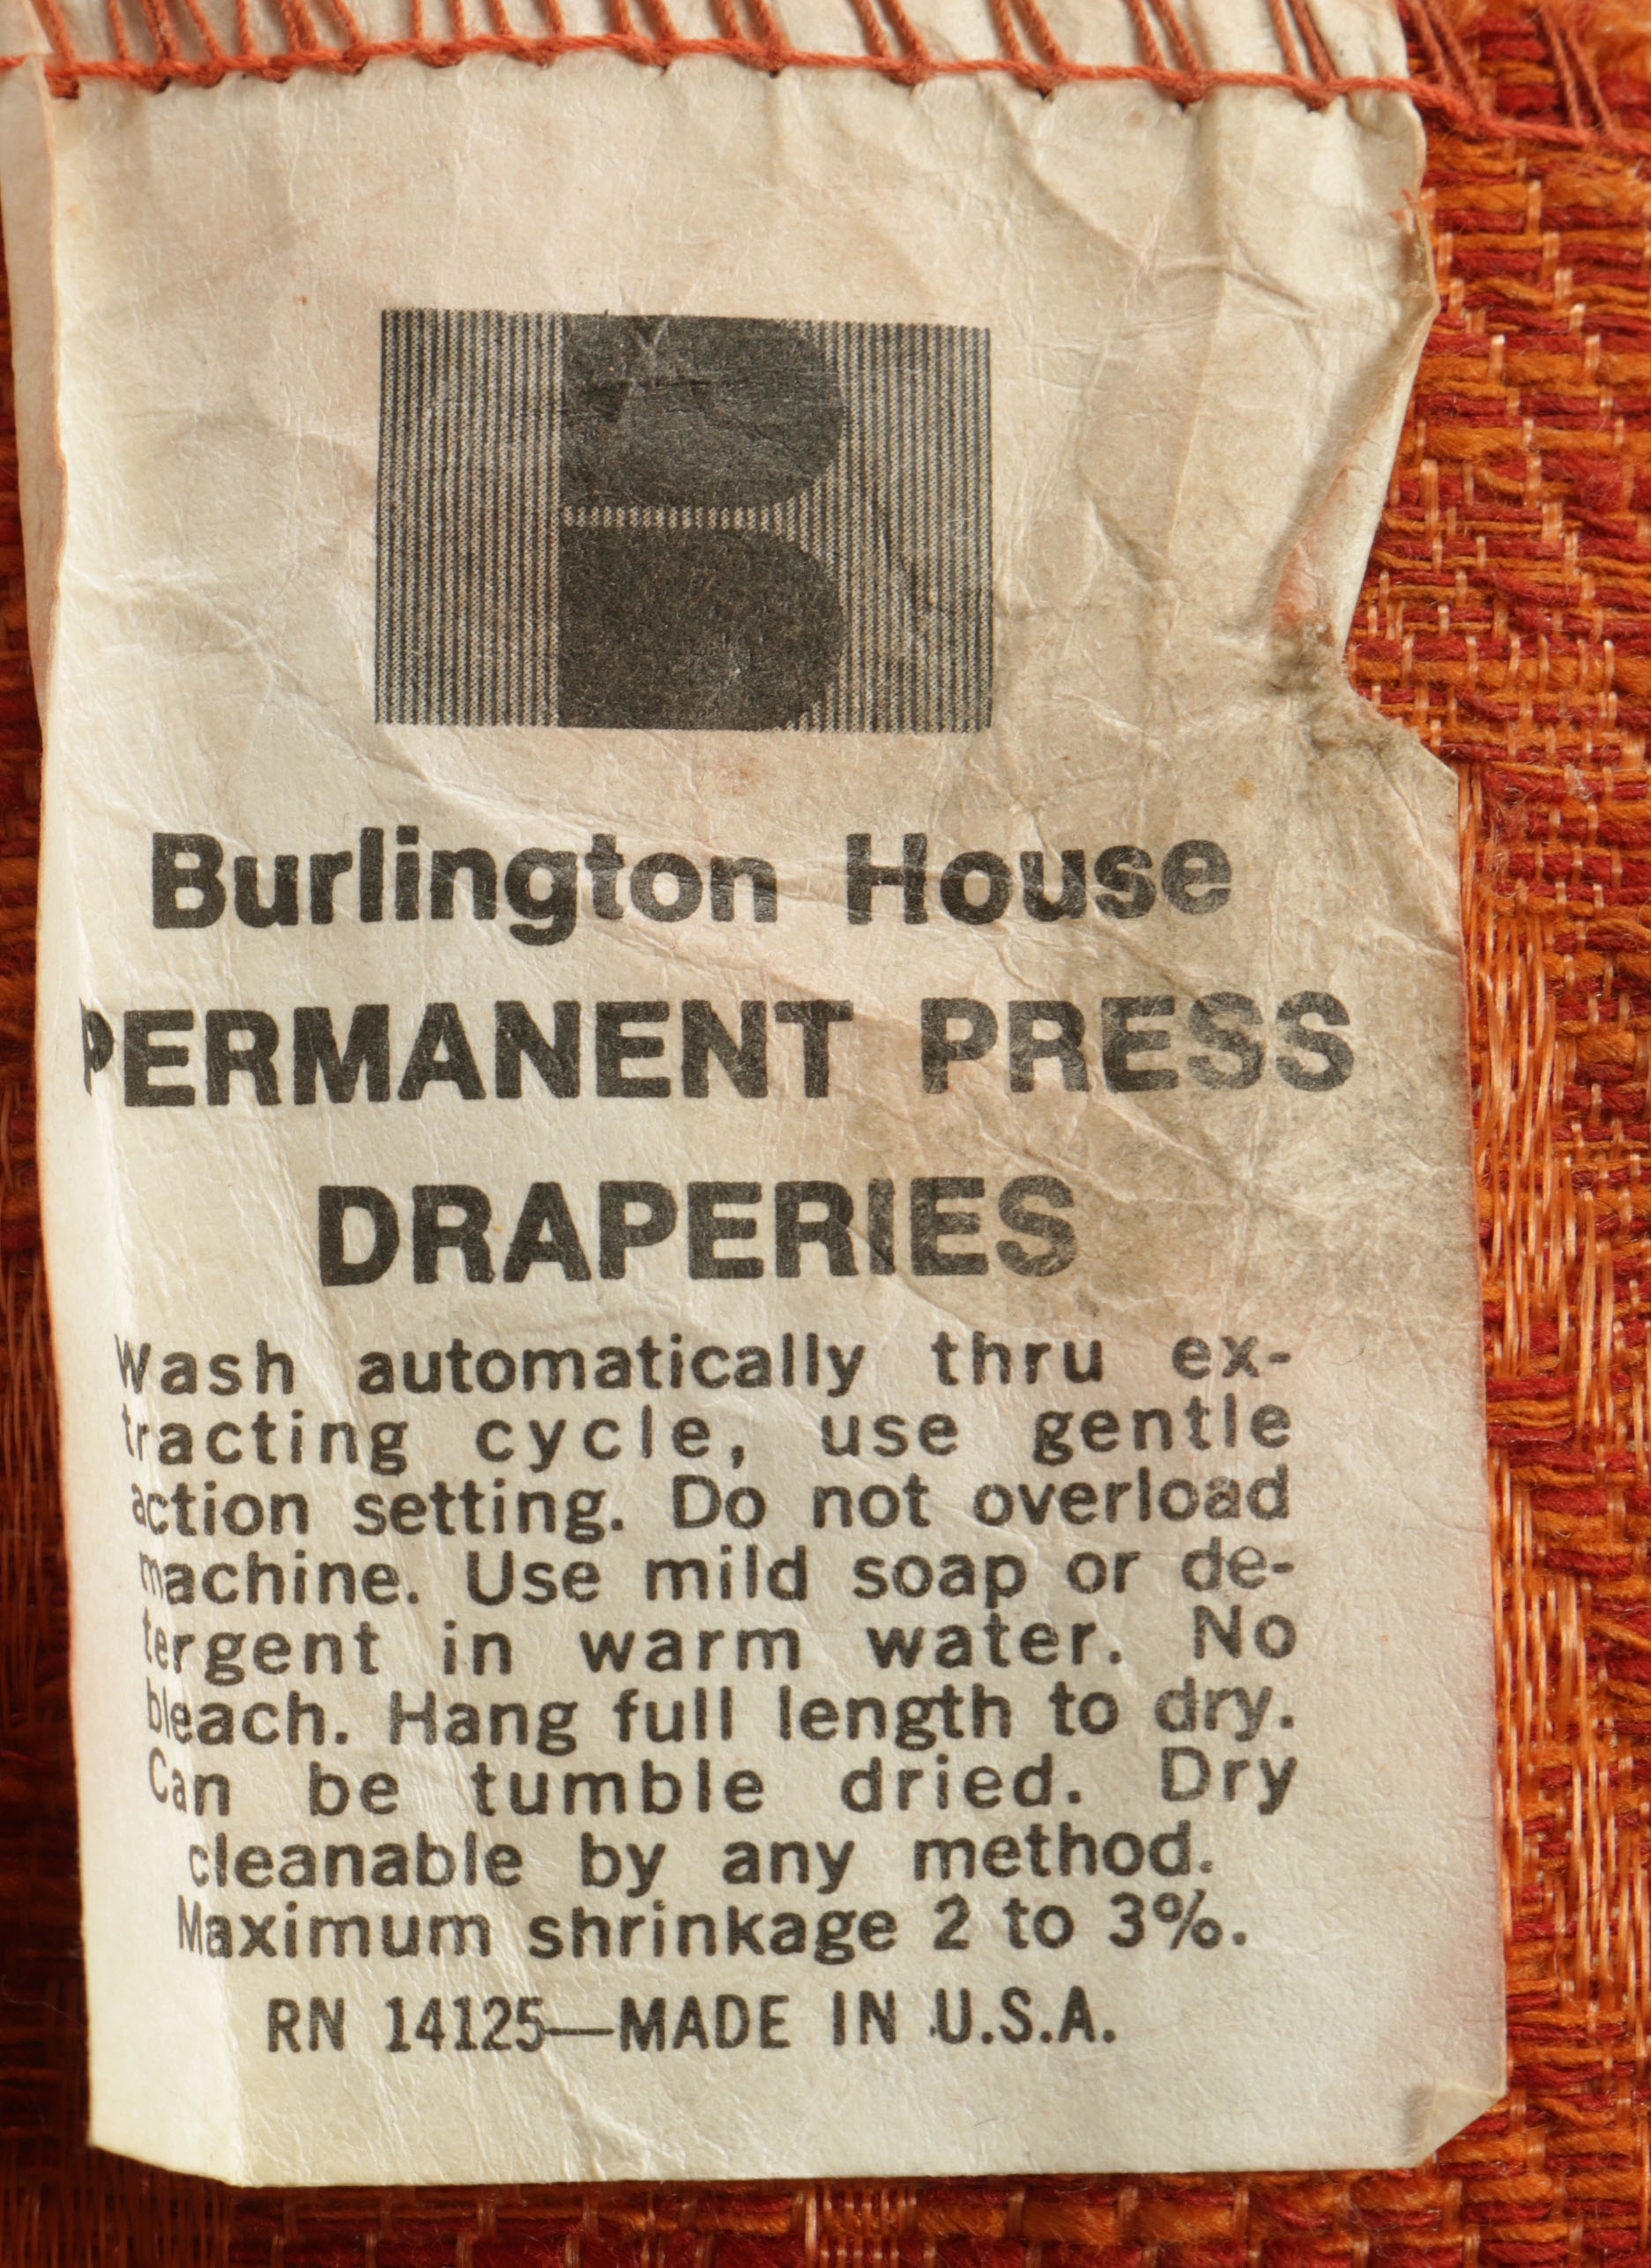 Burlington House
PERMANENT PRESS
DRAPERIES
Wash automatically thru ex-
tracting cycle, use gentle
action setting. Do not overload
machine. Use mild soap or de-
tergent in warm water. No
bleach. Hang full length to dry.
Can be tumble dried. Dry
cleanable by any method.
Maximum shrinkage 2 to 3%.
RN 14125—MADE IN U.S.A.